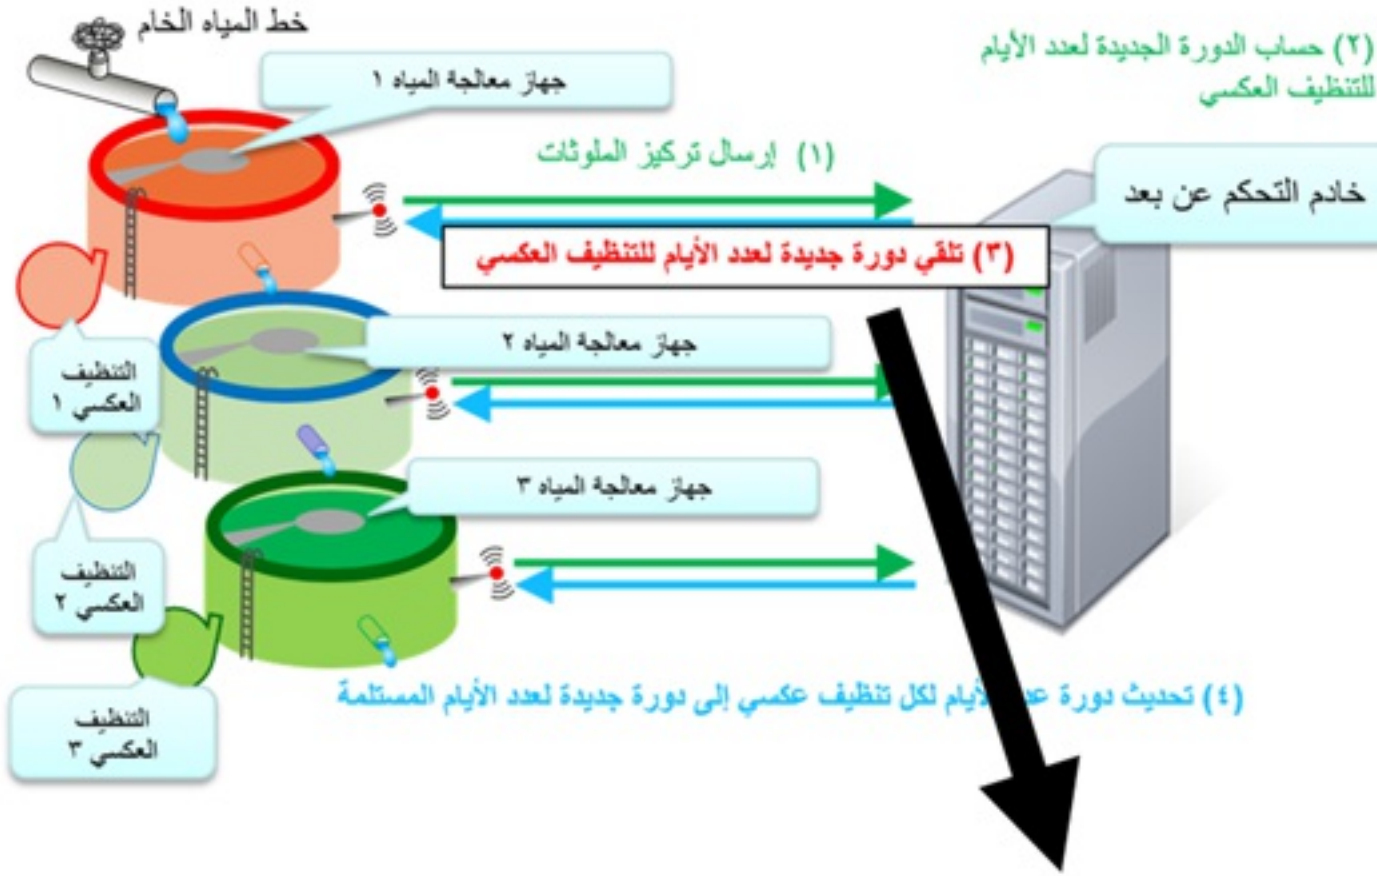 خط المياه الخام
جهاز معالجة المياه ١
(٢) حساب الدورة الجديدة لعدد الأيام
للتنظيف العكسي
(١) إرسال تركيز الملوثات
خادم التحكم عن بعد
(٣) تلقي دورة جديدة لعدد الأيام للتنظيف العكسي
جهاز معالجة المياه ٢
التنظيف
العكسي ١
جهاز معالجة المياه ٣
التنظيف
العكسي ٢
(٤) تحديث دورة الأيام لكل تنظيف عكسي إلى دورة جديدة لعدد الأيام المستلمة
التنظيف
العكسي ٣